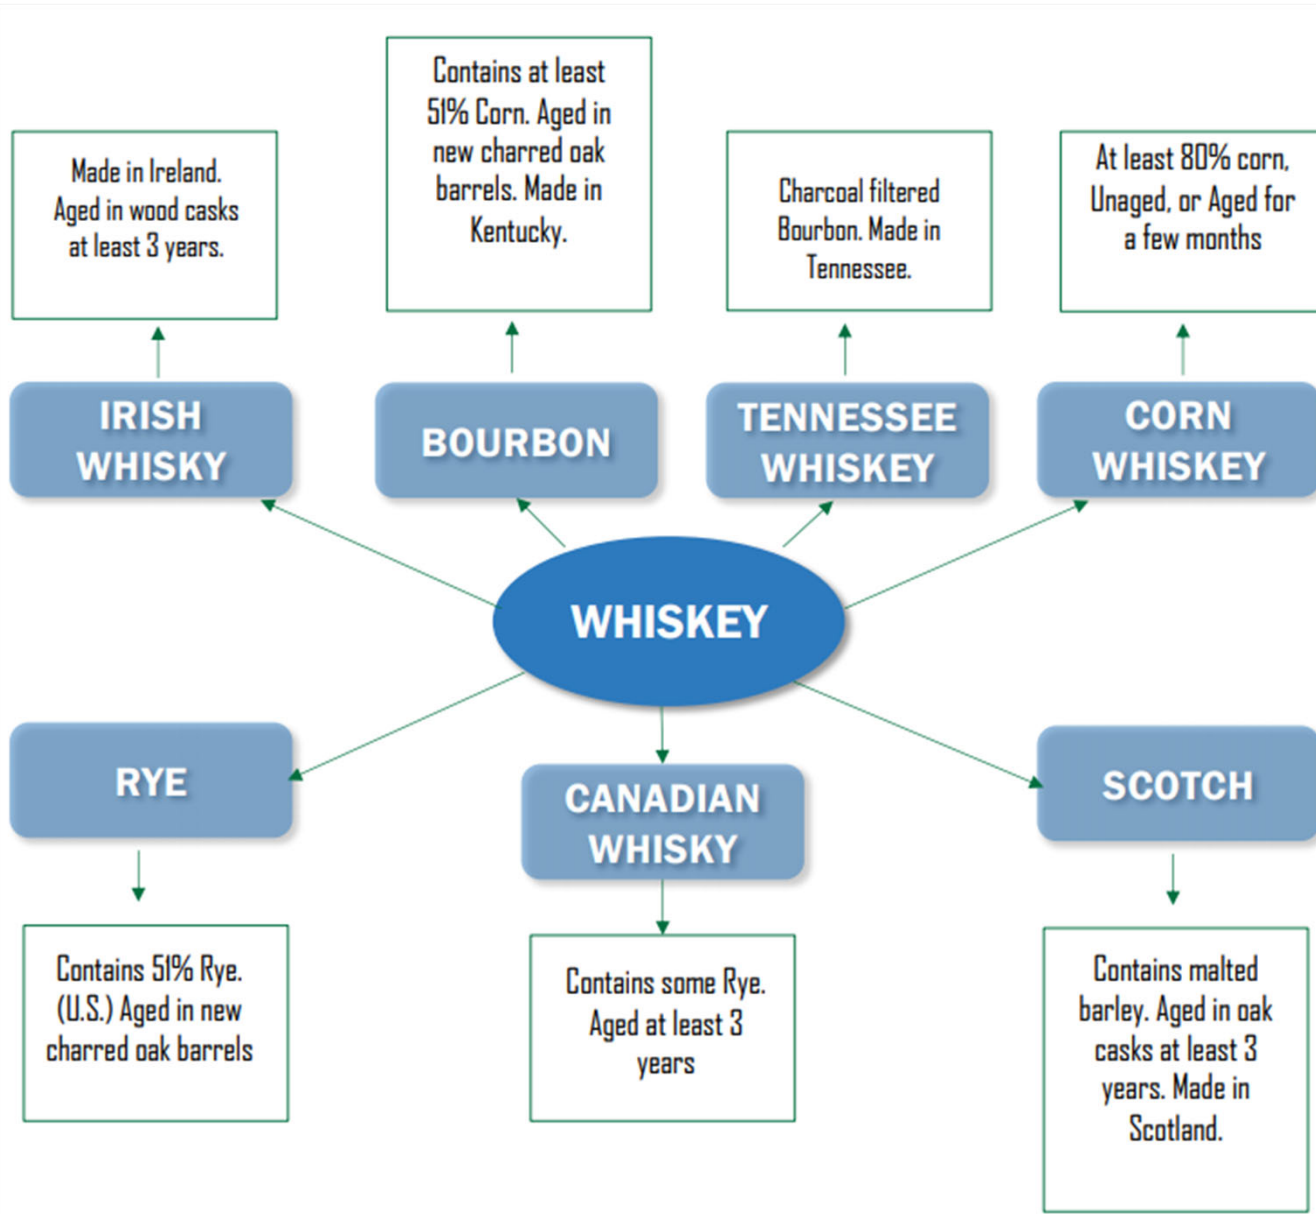 Made in Ireland.
Aged in wood casks
at least 3 years.
Contains at least
51% Corn. Aged in
new charred oak
barrels. Made in
Kentucky.
Charcoal filtered
Bourbon. Made in
Tennessee.
At least 80% corn,
Unaged, or Aged for
a few months
IRISH
WHISKY
BOURBON
TENNESSEE
WHISKEY
CORN
WHISKEY
WHISKEY
RYE
CANADIAN
WHISKY
SCOTCH
Contains 51% Rye.
(U.S.) Aged in new
charred oak barrels
Contains some Rye.
Aged at least 3
years
Contains malted
barley. Aged in oak
casks at least 3
years. Made in
Scotland.